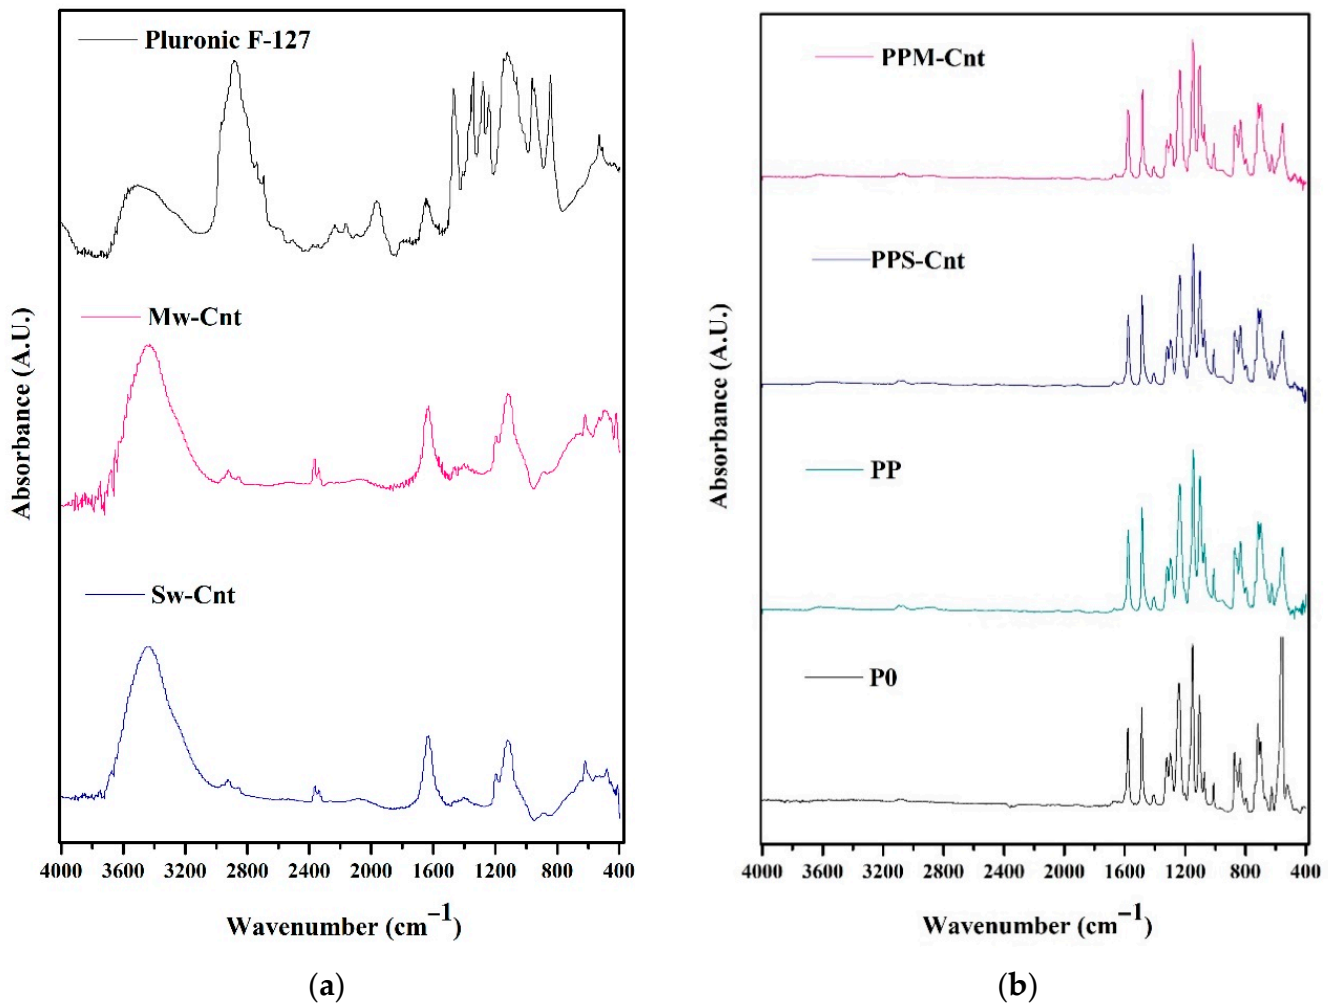 Pluronic F-127
Mw-Cnt
Sw-Cnt
Absorbance (A.U.)
4000 3600 3200 2800 2400 2000 1600 1200 800 400
Wavenumber (cm⁻¹)
(a)
PPM-Cnt
PPS-Cnt
PP
P0
Absorbance (A.U.)
4000 3600 3200 2800 2400 2000 1600 1200 800 400
Wavenumber (cm⁻¹)
(b)